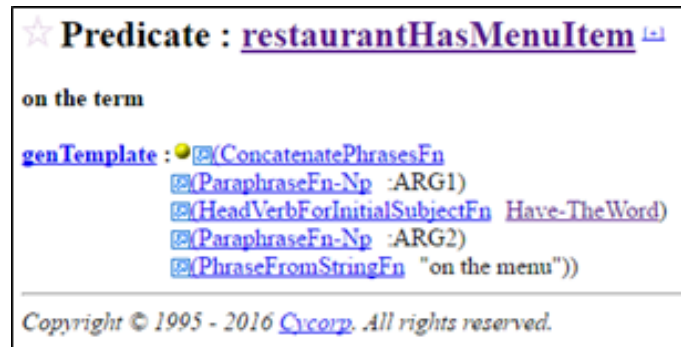 Predicate : restaurantHasMenuItem [+]
on the term
genTemplate : (ConcatenatePhrasesFn
(ParaphraseFn-Np :ARG1)
(HeadVerbForInitialSubjectFn Have-TheWord)
(ParaphraseFn-Np :ARG2)
(PhraseFromStringFn "on the menu"))
Copyright © 1995 - 2016 Cycorp. All rights reserved.